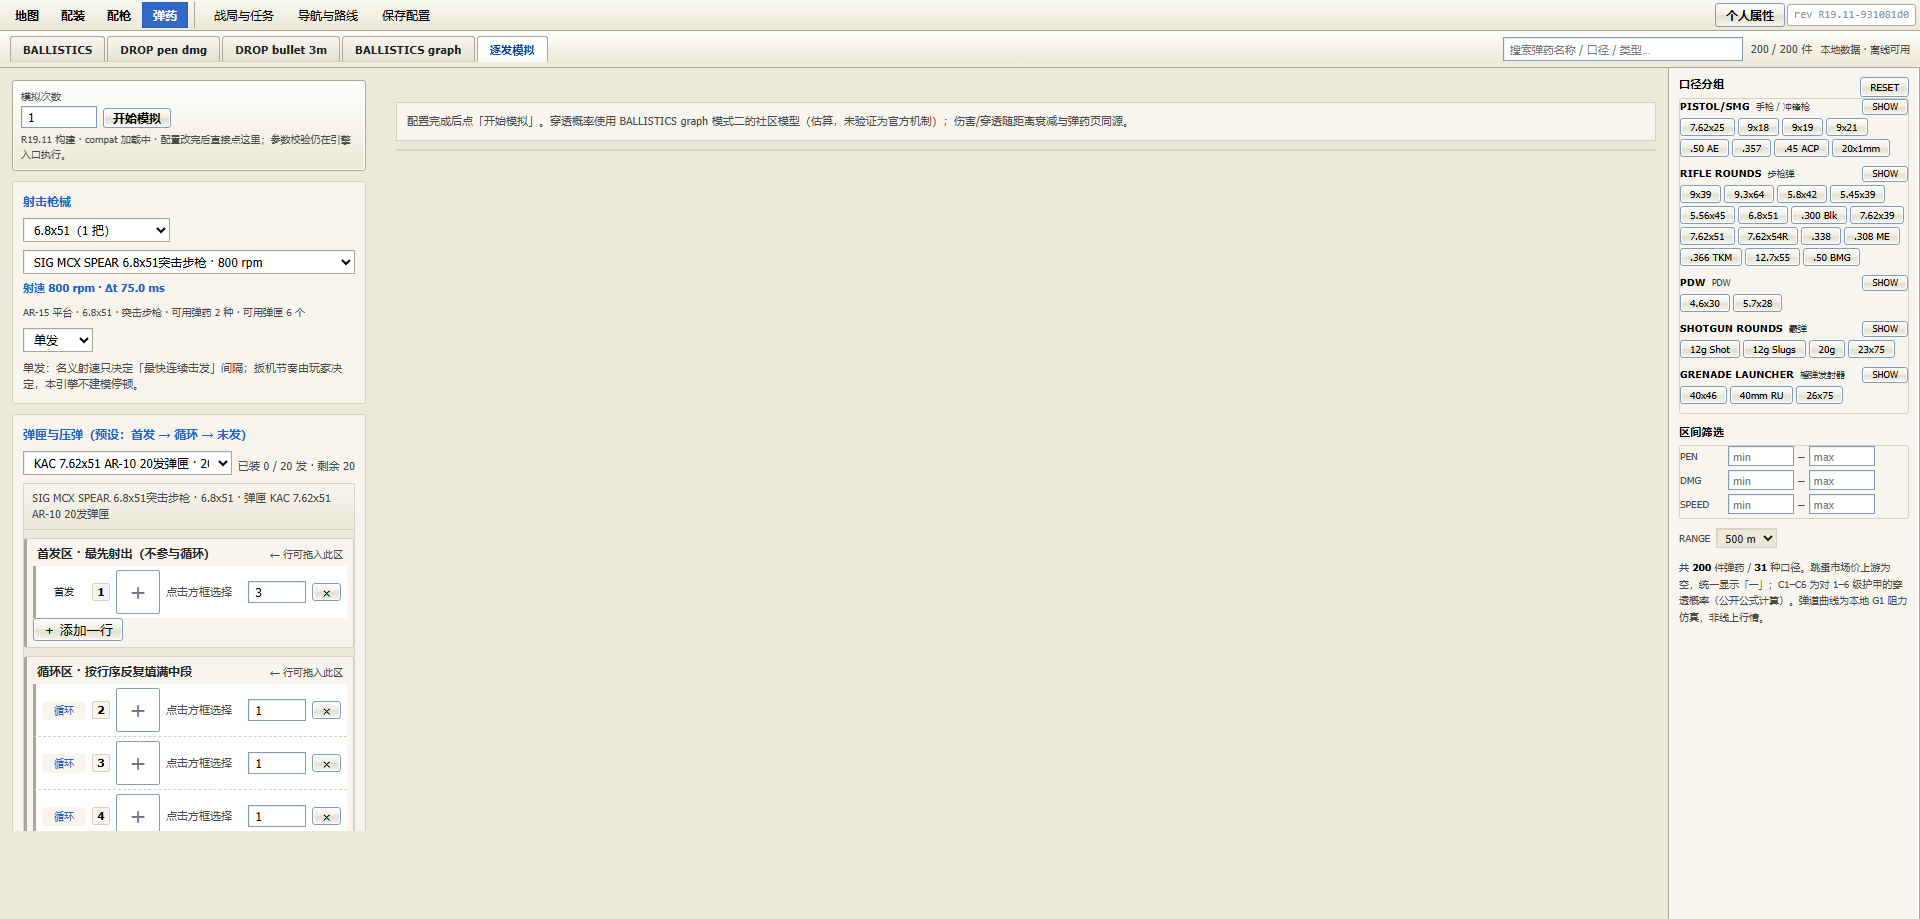 地图 配装 配枪 弹药 战局与任务 导航与路线 保存配置 个人属性 rev R19.11-931081d0
BALLISTICS DROP pen dmg DROP bullet 3m BALLISTICS graph 逐发模拟 搜索弹药名称 / 口径 / 类型... 200 / 200 件 本地数据 · 离线可用
模拟次数
1 开始模拟
R19.11 构建 · compat 加载中 · 配置改完后直接点这里；参数校验仍在引擎
入口执行。
射击枪械
6.8x51（1 把）
SIG MCX SPEAR 6.8x51突击步枪 · 800 rpm
射速 800 rpm · Δt 75.0 ms
AR-15 平台 · 6.8x51 · 突击步枪 · 可用弹药 2 种 · 可用弹匣 6 个
单发
单发：名义射速只决定「最快连续击发」间隔；扳机节奏由玩家决
定，本引擎不建模停顿。
弹匣与压弹（预设：首发 → 循环 → 末发）
KAC 7.62x51 AR-10 20发弹匣 · 2( 已装 0 / 20 发 · 剩余 20
SIG MCX SPEAR 6.8x51突击步枪 · 6.8x51 · 弹匣 KAC 7.62x51
AR-10 20发弹匣
首发区 · 最先射出（不参与循环） ← 行可拖入此区
首发 1 + 点击方框选择 3 ×
+ 添加一行
循环区 · 按行序反复填满中段 ← 行可拖入此区
循环 2 + 点击方框选择 1 ×
循环 3 + 点击方框选择 1 ×
循环 4 + 点击方框选择 1 ×
配置完成后点「开始模拟」。穿透概率使用 BALLISTICS graph 模式二的社区模型（估算，未验证为官方机制）；伤害/穿透随距离衰减与弹药页同源。
口径分组 RESET
PISTOL/SMG 手枪 / 冲锋枪 SHOW
7.62x25 9x18 9x19 9x21
.50 AE .357 .45 ACP 20x1mm
RIFLE ROUNDS 步枪弹 SHOW
9x39 9.3x64 5.8x42 5.45x39
5.56x45 6.8x51 .300 Blk 7.62x39
7.62x51 7.62x54R .338 .308 ME
.366 TKM 12.7x55 .50 BMG
PDW PDW SHOW
4.6x30 5.7x28
SHOTGUN ROUNDS 霰弹 SHOW
12g Shot 12g Slugs 20g 23x75
GRENADE LAUNCHER 榴弹发射器 SHOW
40x46 40mm RU 26x75
区间筛选
PEN min — max
DMG min — max
SPEED min — max
RANGE 500 m
共 200 件弹药 / 31 种口径。跳蚤市场价上游为
空，统一显示「—」；C1–C6 为对 1–6 级护甲的穿
透概率（公开公式计算）。弹道曲线为本地 G1 阻力
仿真，非线上行情。